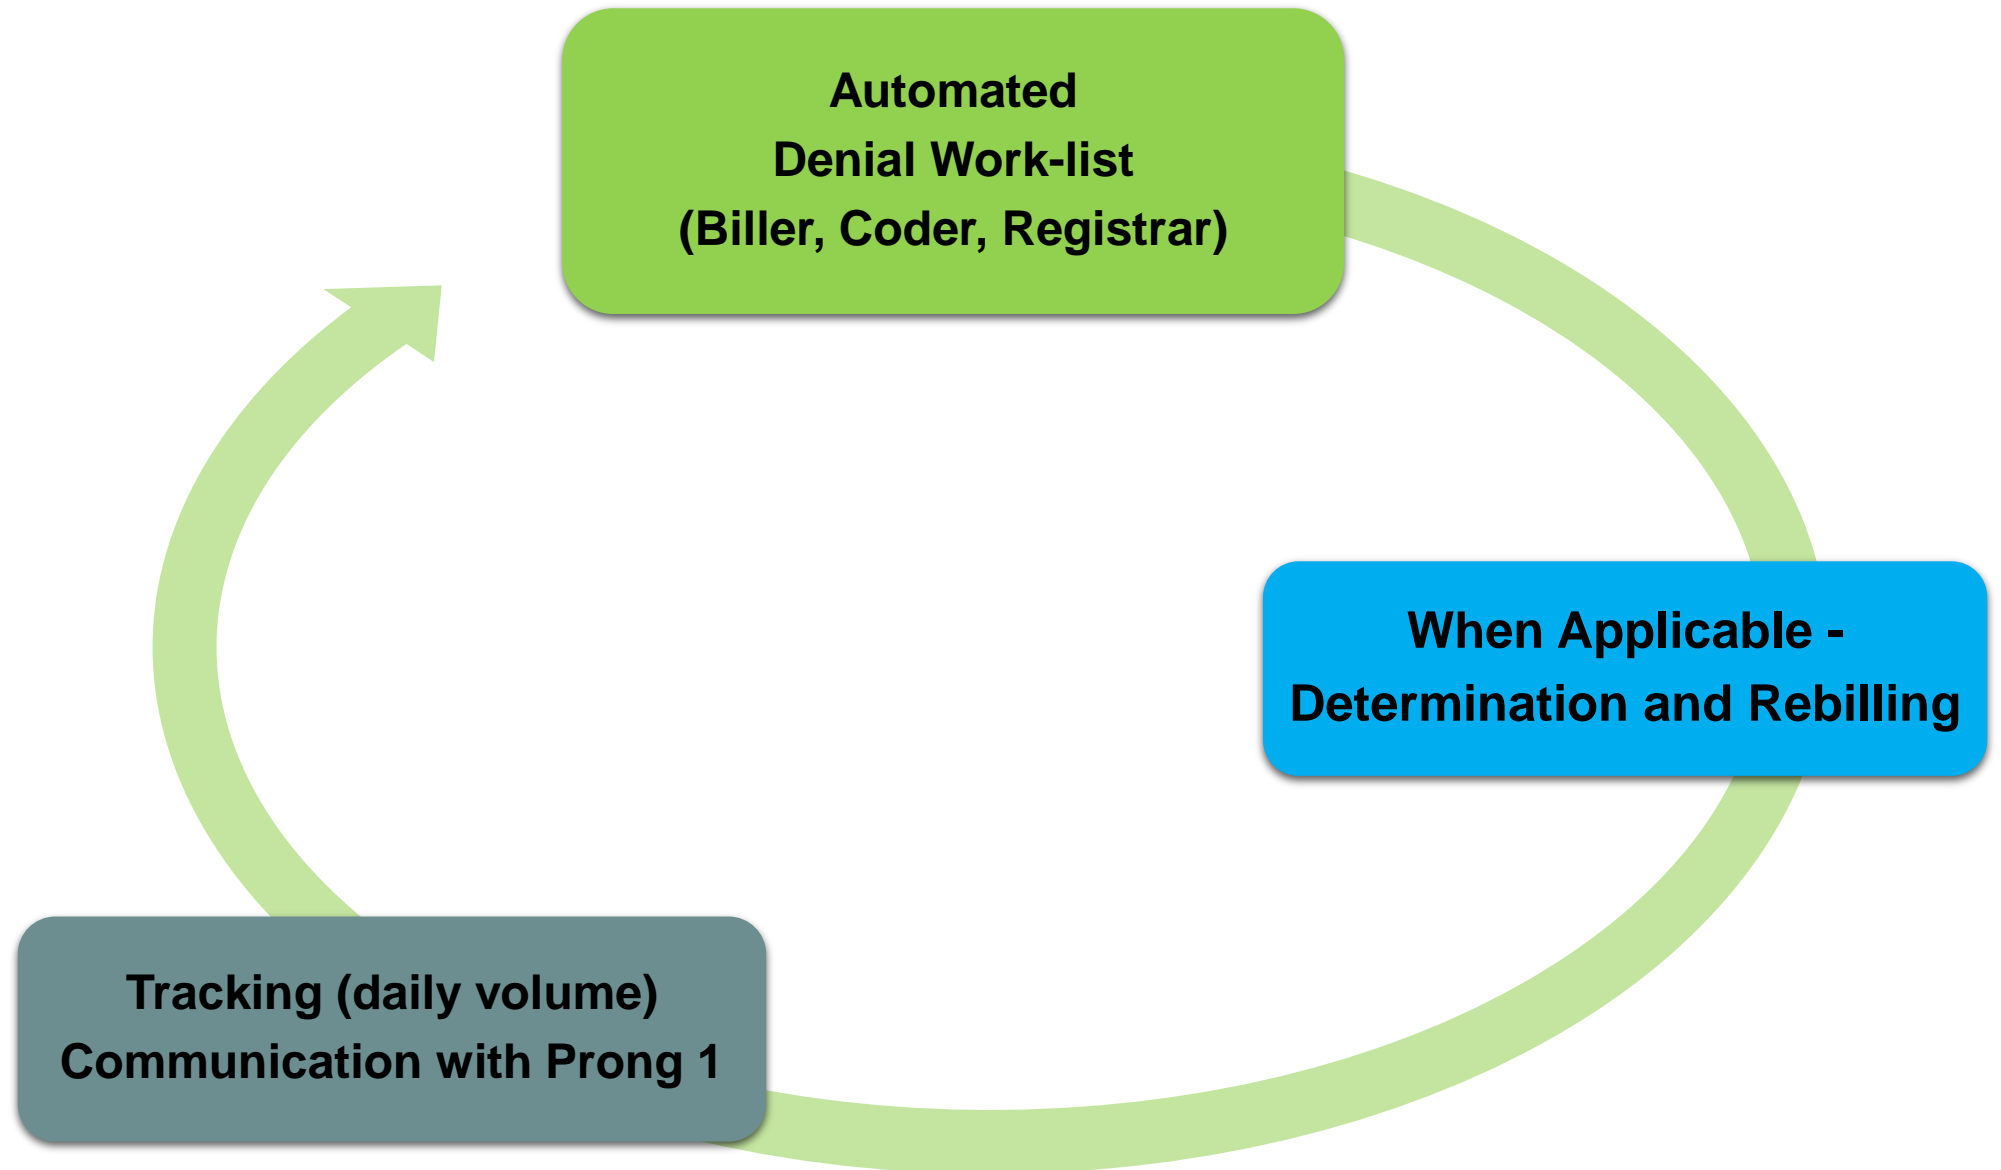 Automated
Denial Work-list
(Biller, Coder, Registrar)
When Applicable -
Determination and Rebilling
Tracking (daily volume)
Communication with Prong 1